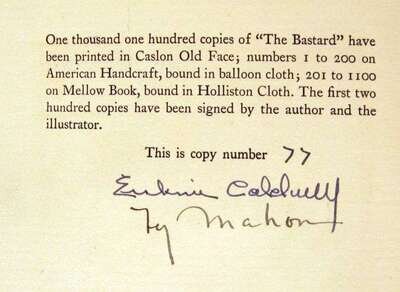 One thousand one hundred copies of "The Bastard" have
been printed in Caslon Old Face; numbers 1 to 200 on
American Handcraft, bound in balloon cloth; 201 to 1100
on Mellow Book, bound in Holliston Cloth. The first two
hundred copies have been signed by the author and the
illustrator.
This is copy number 77
Erskine Caldwell
Ty Mahon